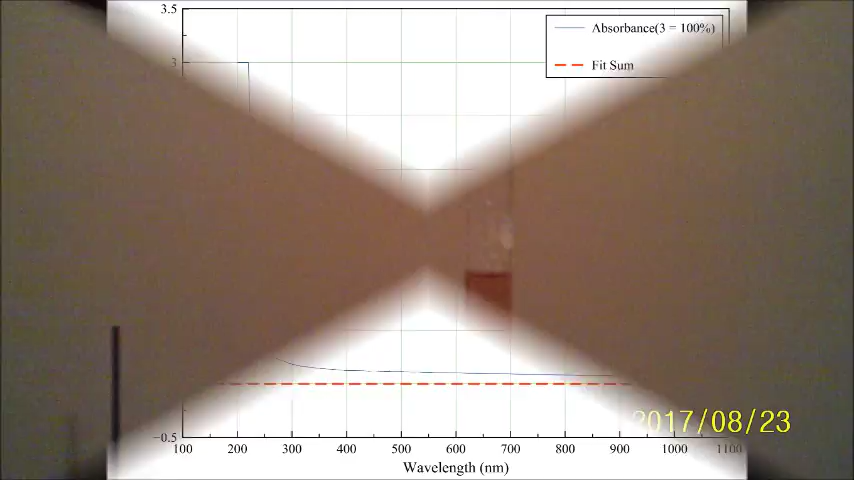 3.5
Absorbance(3 = 100%)
3
Fit Sum
2017/08/23
−0.5
100 200 300 400 500 600 700 800 900 1000 1100
Wavelength (nm)